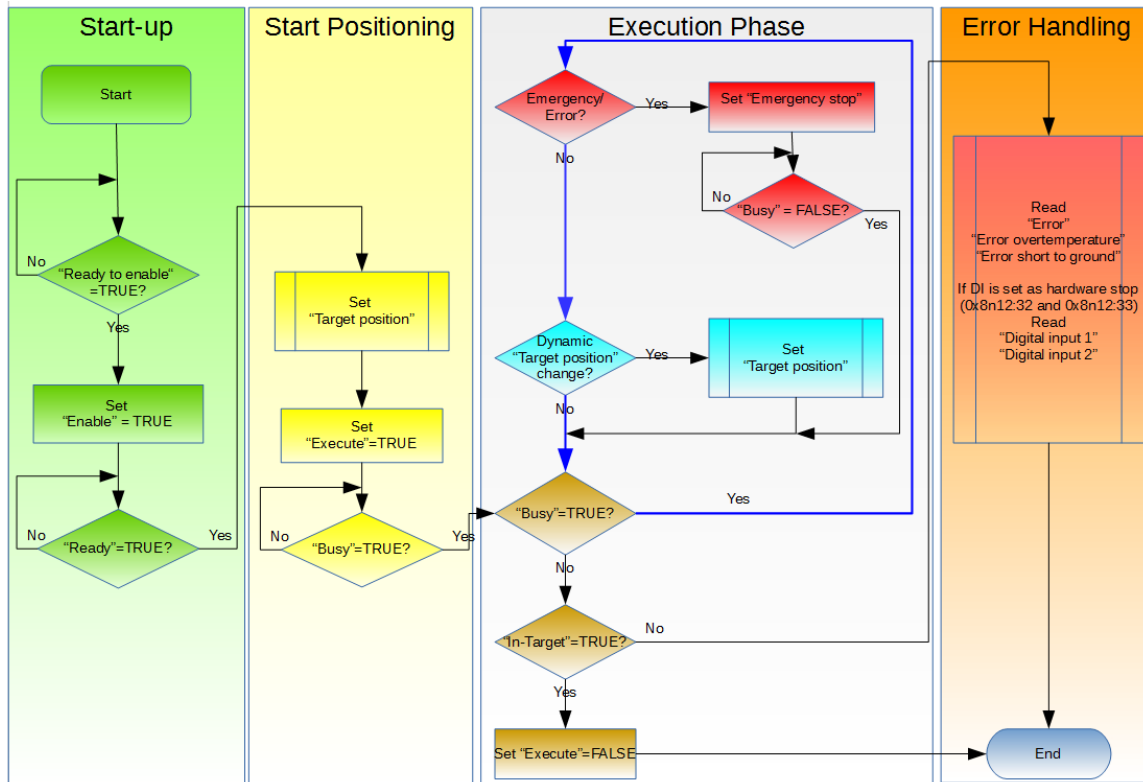 Start-up
Start
No
“Ready to enable“
=TRUE?
Yes
Set
“Enable” = TRUE
No
“Ready”=TRUE?
Yes
Start Positioning
Set
“Target position”
Set
“Execute”=TRUE
No
“Busy”=TRUE?
Yes
Execution Phase
Emergency/
Error?
Yes
Set “Emergency stop”
No
No
“Busy” = FALSE?
Yes
Dynamic
“Target position”
change?
Yes
Set
“Target position”
No
“Busy”=TRUE?
Yes
No
“In-Target”=TRUE?
No
Yes
Set “Execute”=FALSE
Error Handling
Read
“Error”
“Error overtemperature”
“Error short to ground”
If DI is set as hardware stop
(0x8n12:32 and 0x8n12:33)
Read
“Digital input 1”
“Digital input 2”
End